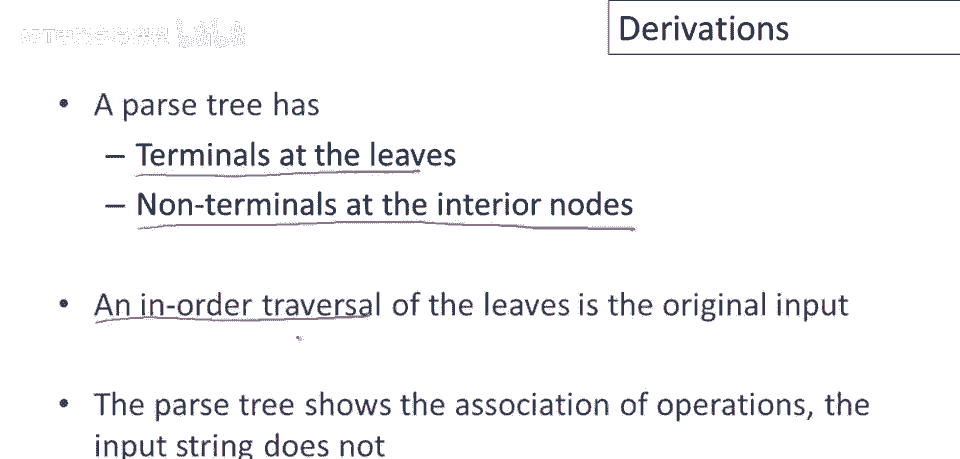 Derivations
• A parse tree has
– Terminals at the leaves
– Non-terminals at the interior nodes
• An in-order traversal of the leaves is the original input
• The parse tree shows the association of operations, the
input string does not